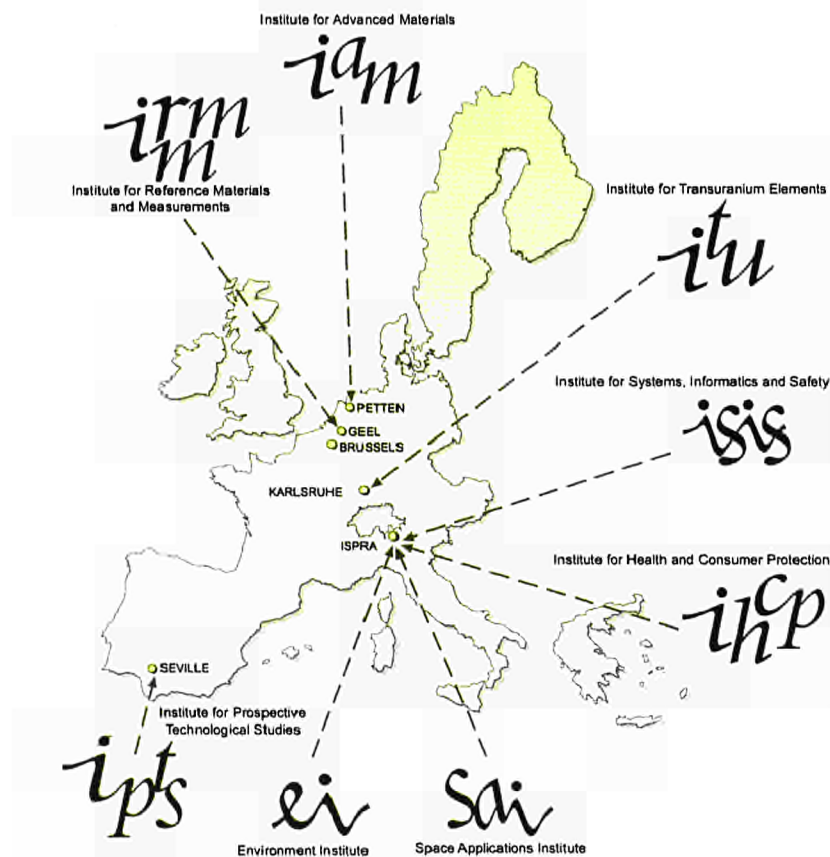 Institute for Advanced Materials
iam
irmm
Institute for Reference Materials
and Measurements
Institute for Transuranium Elements
itu
Institute for Systems, Informatics and Safety
isis
PETTEN
GEEL
BRUSSELS
KARLSRUHE
ISPRA
Institute for Health and Consumer Protection
ihcp
SEVILLE
Institute for Prospective
Technological Studies
ipts
ei
Environment Institute
sai
Space Applications Institute